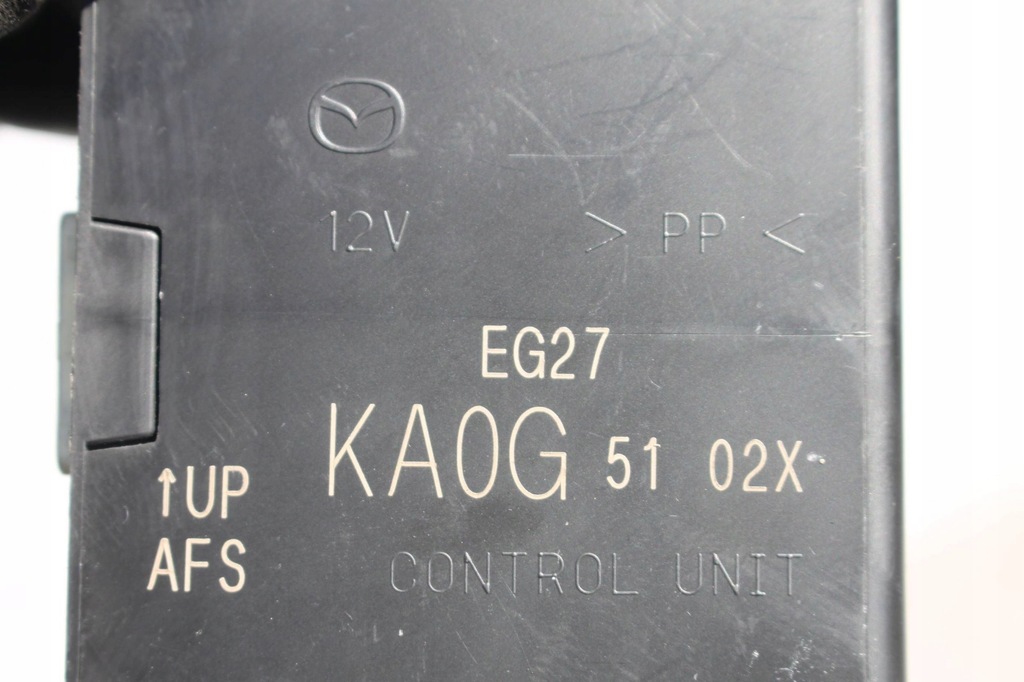 12V > PP <
EG27
KA0G 51 02X
↑UP
AFS
CONTROL UNIT